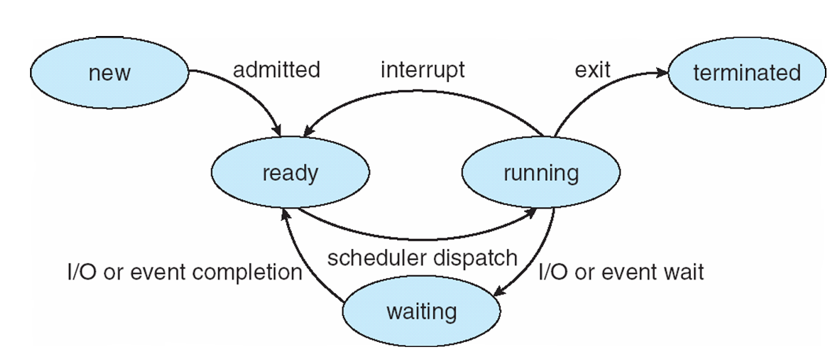 new
admitted
interrupt
exit
terminated
ready
running
scheduler dispatch
I/O or event completion
I/O or event wait
waiting